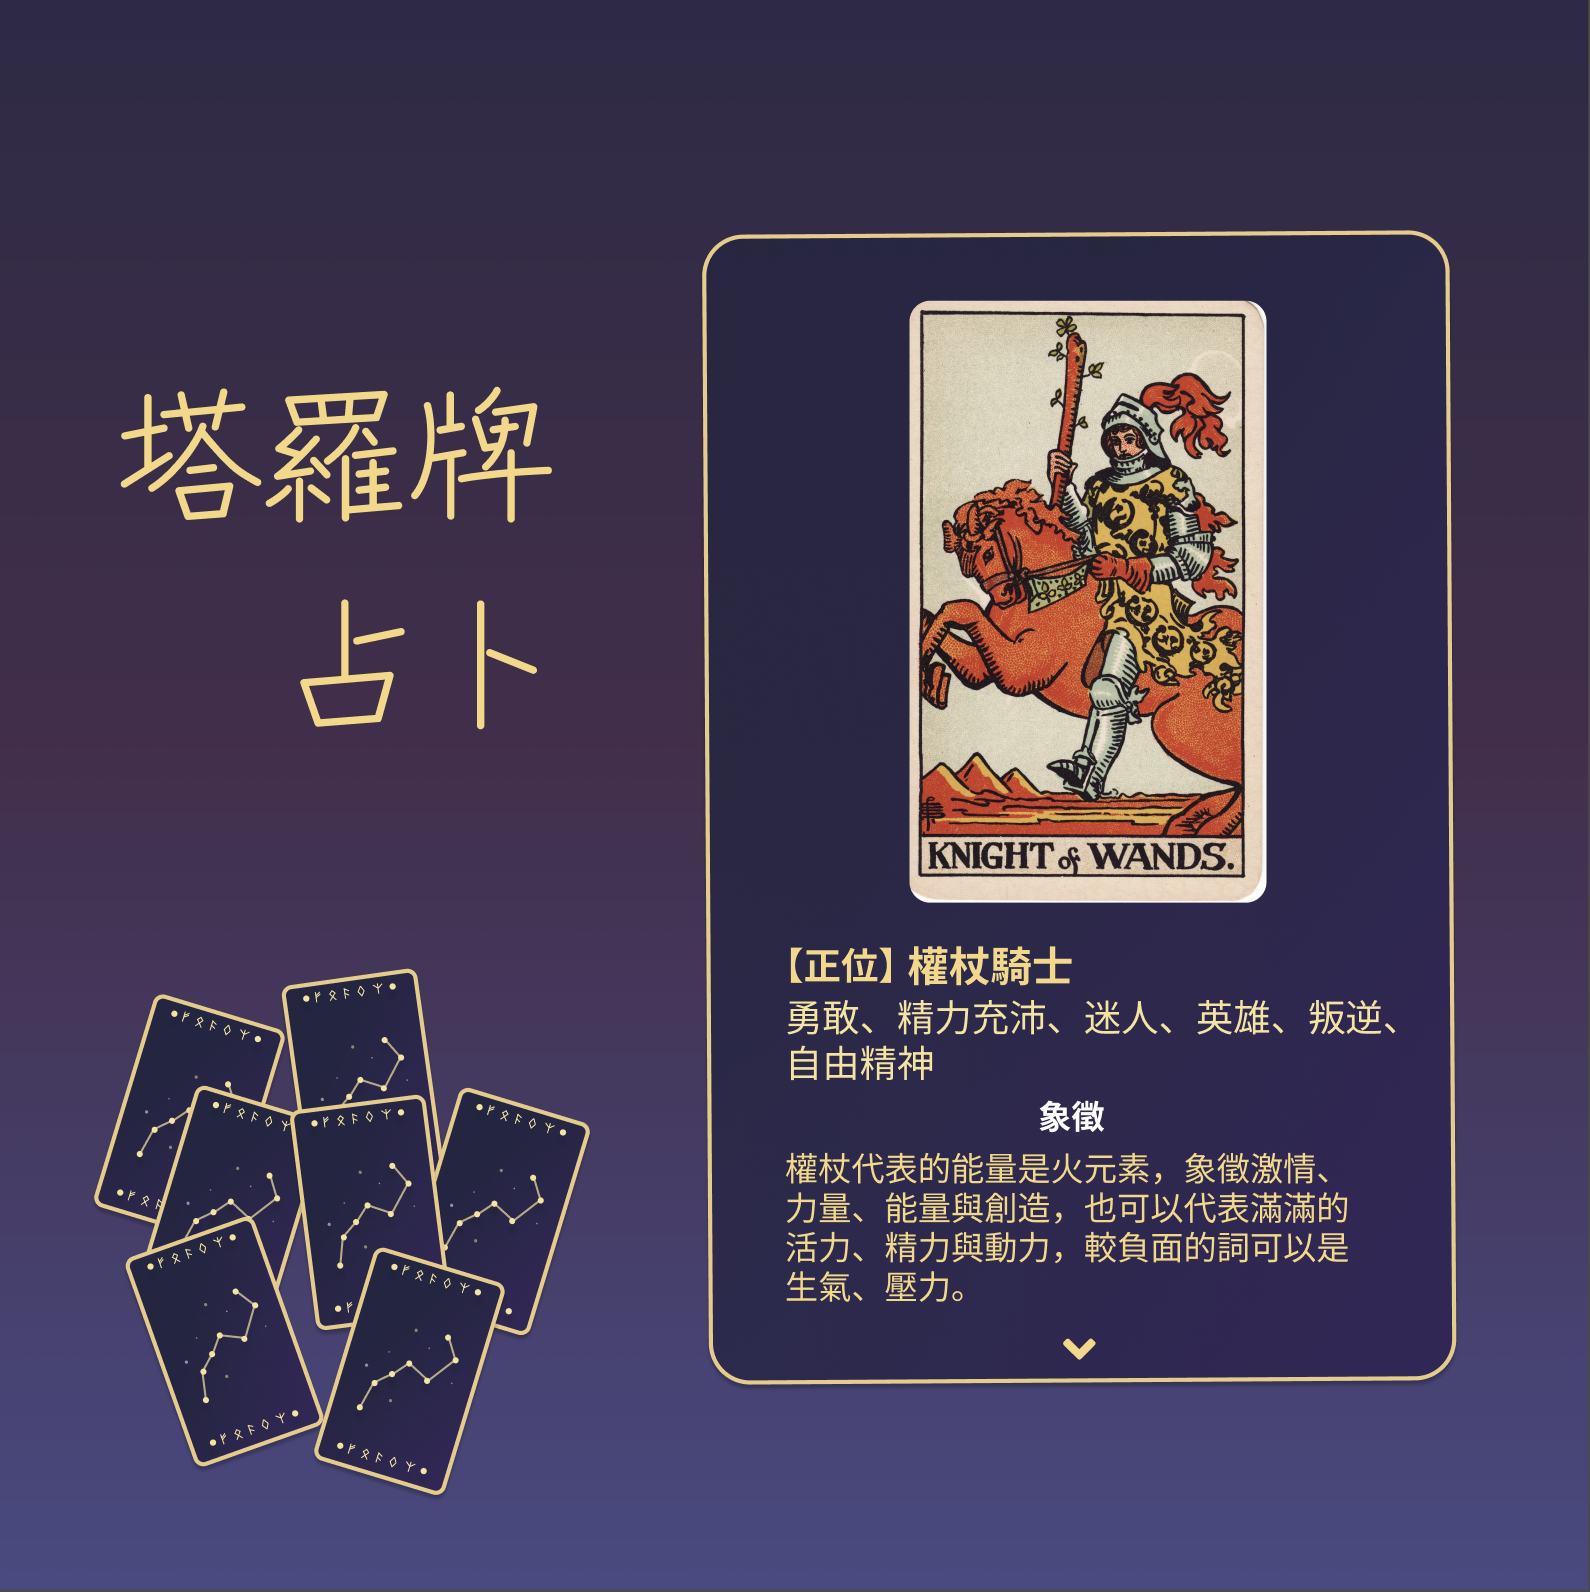 塔羅牌
占卜
KNIGHT of WANDS.
【正位】權杖騎士
勇敢、精力充沛、迷人、英雄、叛逆、
自由精神
象徵
權杖代表的能量是火元素，象徵激情、
力量、能量與創造，也可以代表滿滿的
活力、精力與動力，較負面的詞可以是
生氣、壓力。